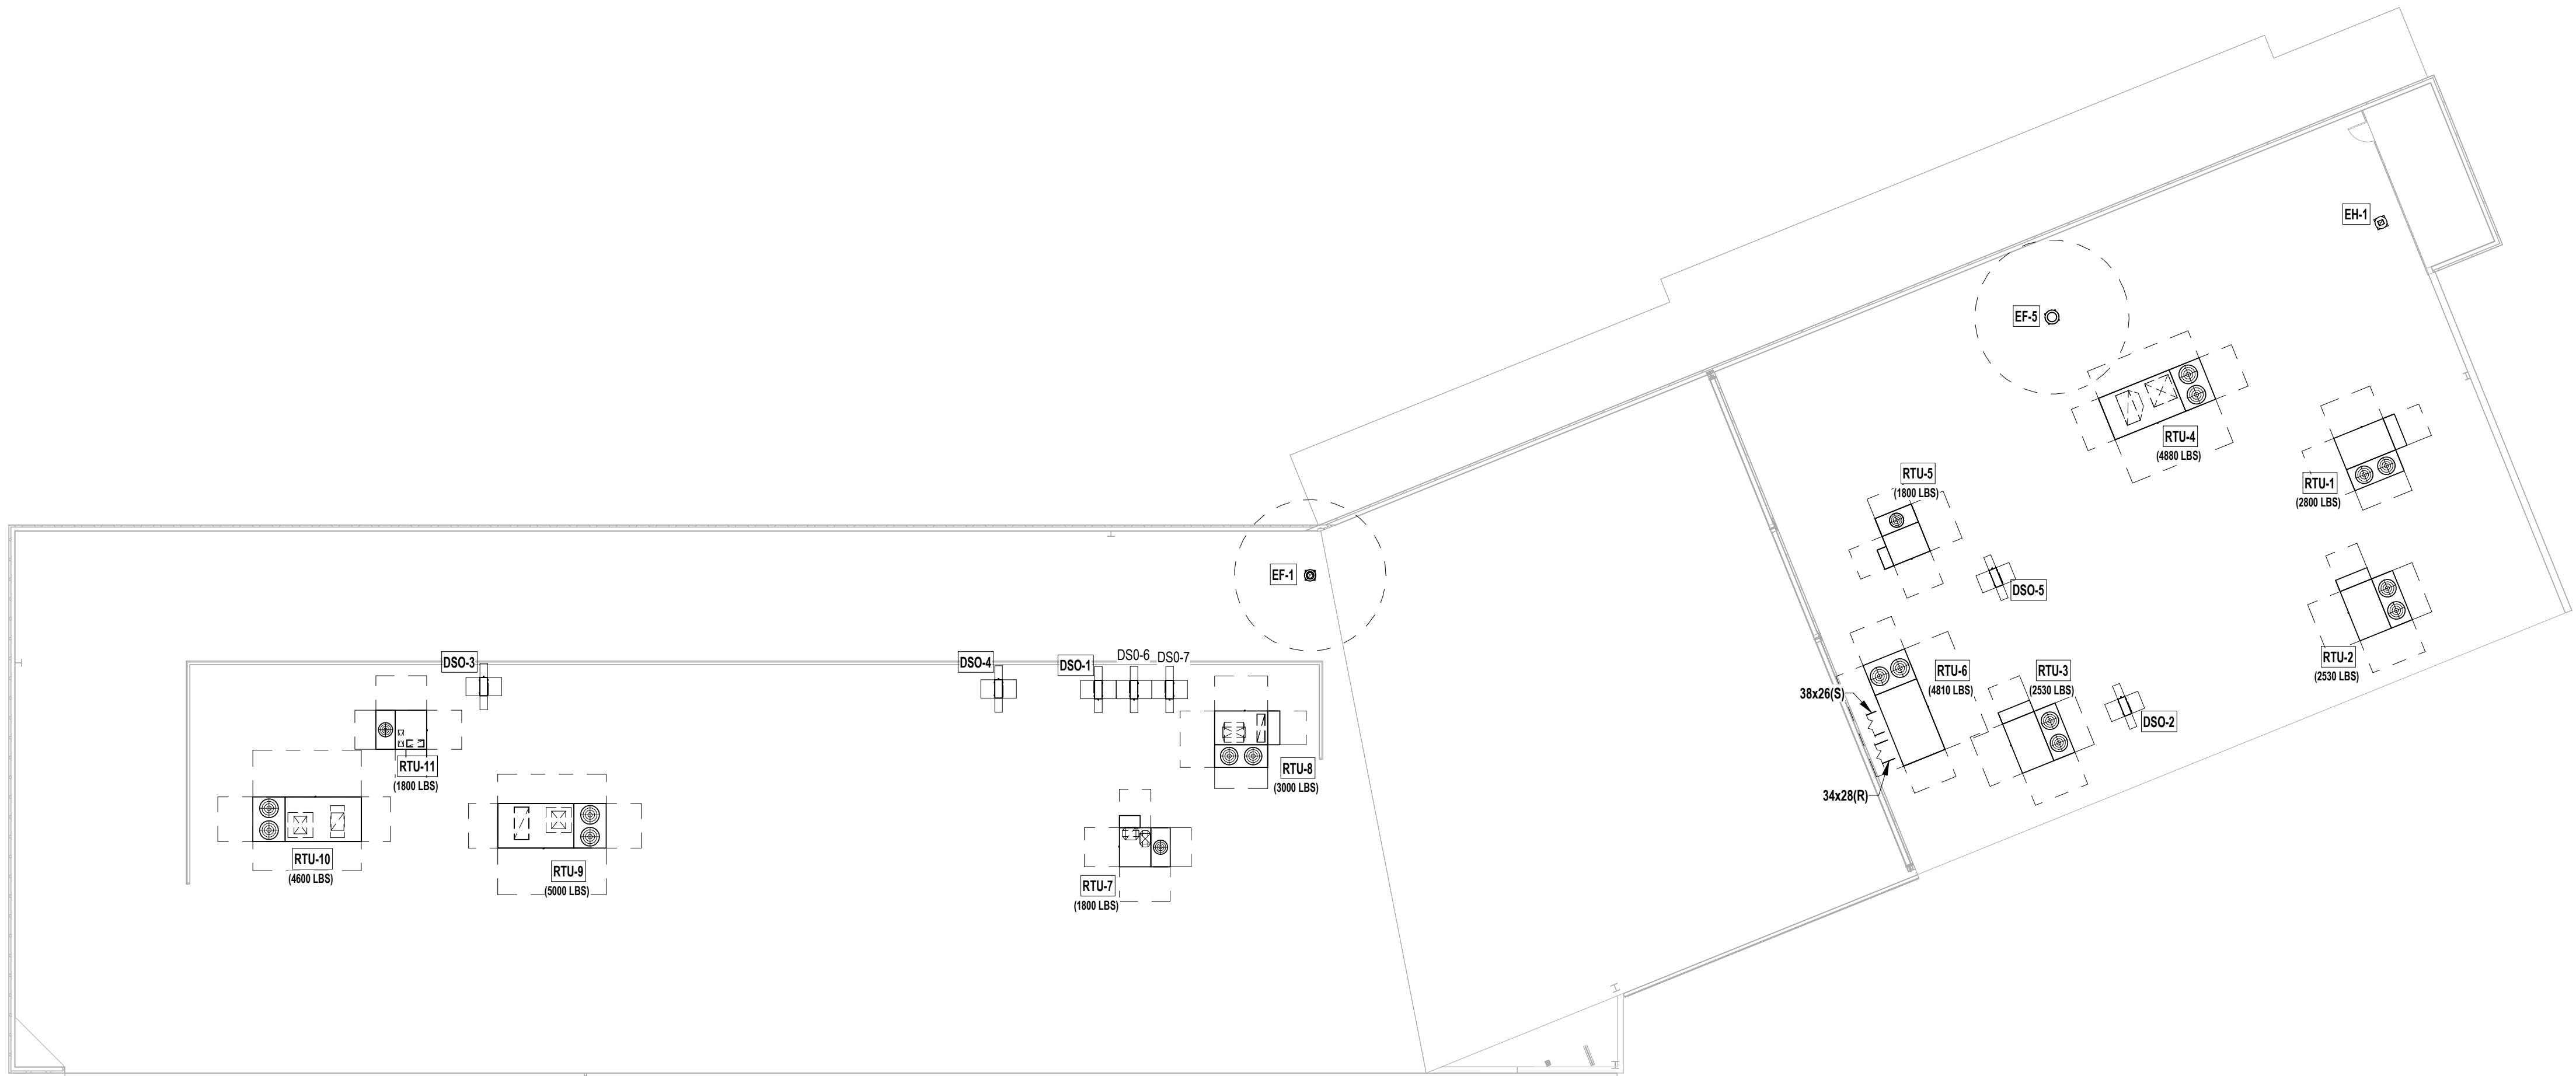 EH-1
EF-5
RTU-4
(4880 LBS)
RTU-1
(2800 LBS)
RTU-5
(1800 LBS)
EF-1
DSO-5
RTU-2
(2530 LBS)
DSO-3
DSO-4
DSO-1
DS0-6
DS0-7
RTU-6
(4810 LBS)
RTU-3
(2530 LBS)
38x26(S)
DSO-2
RTU-11
(1800 LBS)
RTU-8
(3000 LBS)
34x28(R)
RTU-10
(4600 LBS)
RTU-9
(5000 LBS)
RTU-7
(1800 LBS)